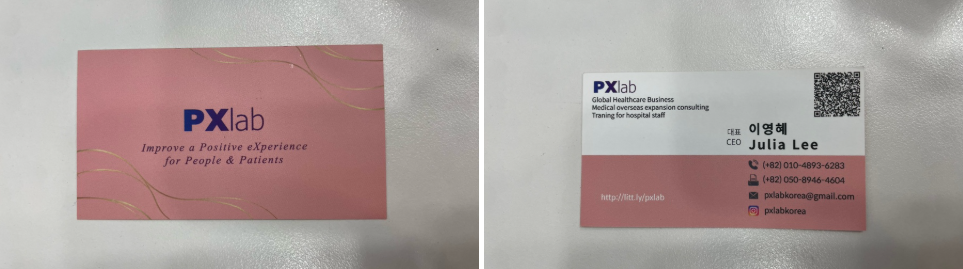 PXlab
Improve a Positive eXperience
for People & Patients
PXlab
Global Healthcare Business
Medical overseas expansion consulting
Traning for hospital staff
대표 이영혜
CEO Julia Lee
(+82) 010-4893-6283
(+82) 050-8946-4604
http://litt.ly/pxlab
pxlabkorea@gmail.com
pxlabkorea